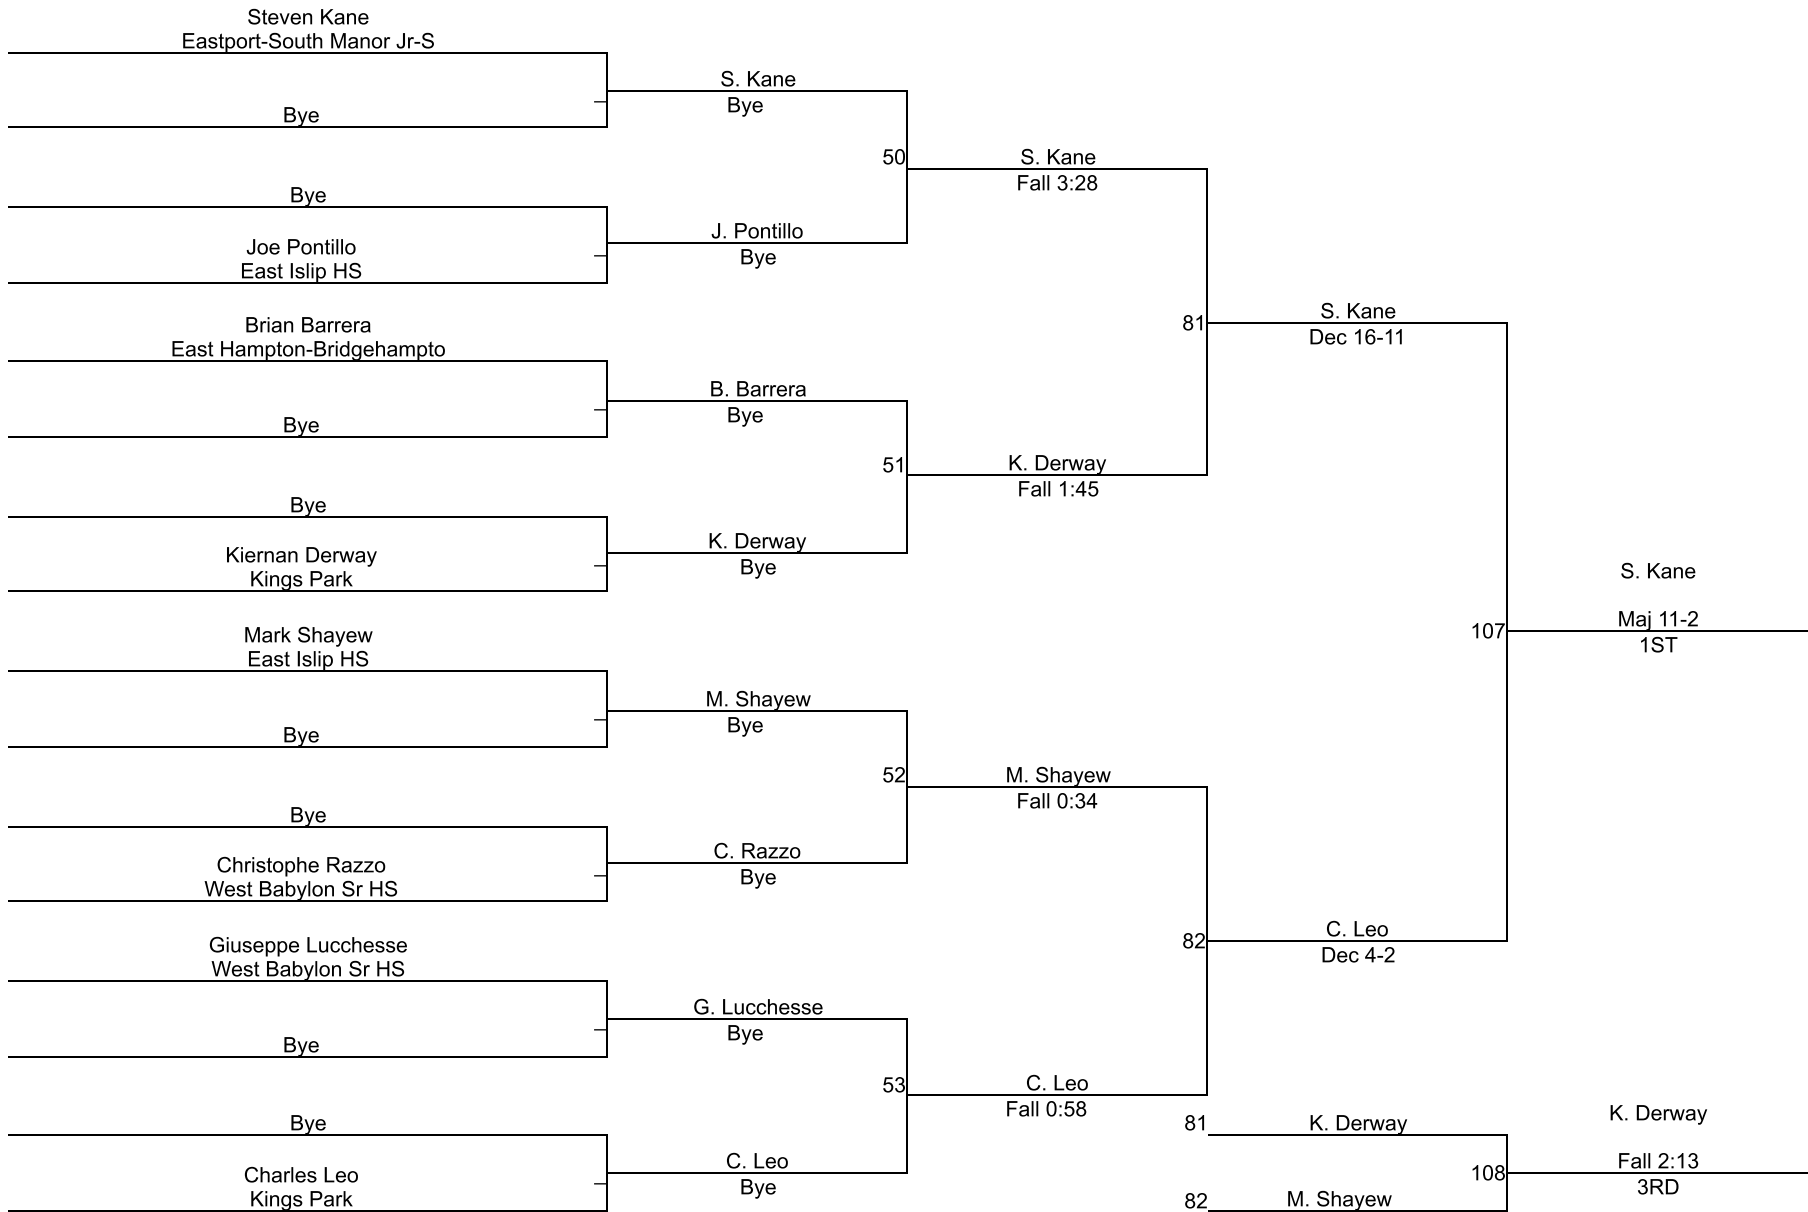 Steven Kane
Eastport-South Manor Jr-S
S. Kane
Bye
Bye
50
S. Kane
Fall 3:28
Bye
J. Pontillo
Bye
Joe Pontillo
East Islip HS
Brian Barrera
East Hampton-Bridgehampto
81
S. Kane
Dec 16-11
B. Barrera
Bye
Bye
51
K. Derway
Fall 1:45
Bye
K. Derway
Bye
Kiernan Derway
Kings Park
S. Kane
Maj 11-2
107
1ST
Mark Shayew
East Islip HS
M. Shayew
Bye
Bye
52
M. Shayew
Fall 0:34
Bye
C. Razzo
Bye
Christophe Razzo
West Babylon Sr HS
82
C. Leo
Dec 4-2
Giuseppe Lucchesse
West Babylon Sr HS
G. Lucchesse
Bye
Bye
53
C. Leo
Fall 0:58
Bye
81
K. Derway
K. Derway
C. Leo
Bye
108
Fall 2:13
3RD
Charles Leo
Kings Park
82
M. Shayew